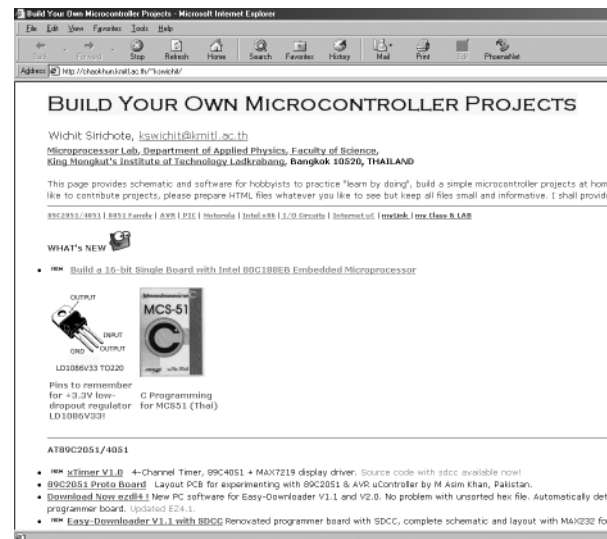 Build Your Own Microcontroller Projects - Microsoft Internet Explorer
File Edit View Favorites Tools Help
Back Forward Stop Refresh Home Search Favorites History Mail Print Edit PhoenixNet
Address http://chaokhun.kmitl.ac.th/~kswichit/
BUILD YOUR OWN MICROCONTROLLER PROJECTS
Wichit Sirichote, kswichit@kmitl.ac.th
Microprocessor Lab, Department of Applied Physics, Faculty of Science,
King Mongkut's Institute of Technology Ladkrabang, Bangkok 10520, THAILAND
This page provides schematic and software for hobbyists to practice "learn by doing", build a simple microcontroller projects at hom
like to contribute projects, please prepare HTML files whatever you like to see but keep all files small and informative. I shall provid
89C2051/4051 | 8051 Family | AVR | PIC | Motorola | Intel x86 | I/O Circuits | Internet uC | myLink | my Class & LAB
WHAT's NEW
NEW Build a 16-bit Single Board with Intel 80C188EB Embedded Microprocessor
OUTPUT
INPUT
OUTPUT
GND
LD1086V33 TO220
MCS-51
C
Pins to remember
for +3.3V low-
dropout regulator
LD1086V33!
C Programming
for MCS51 (Thai)
AT89C2051/4051
NEW xTimer V1.0 4-Channel Timer, 89C4051 + MAX7219 display driver. Source code with sdcc available now!
89C2051 Proto Board Layout PCB for experimenting with 89C2051 & AVR uController by M Asim Khan, Pakistan.
Download Now ezdl4 ! New PC software for Easy-Downloader V1.1 and V2.0. No problem with unsorted hex file. Automatically det
programmer board. Updated EZ4.1.
NEW Easy-Downloader V1.1 with SDCC Renovated programmer board with SDCC, complete schematic and layout with MAX232 fo